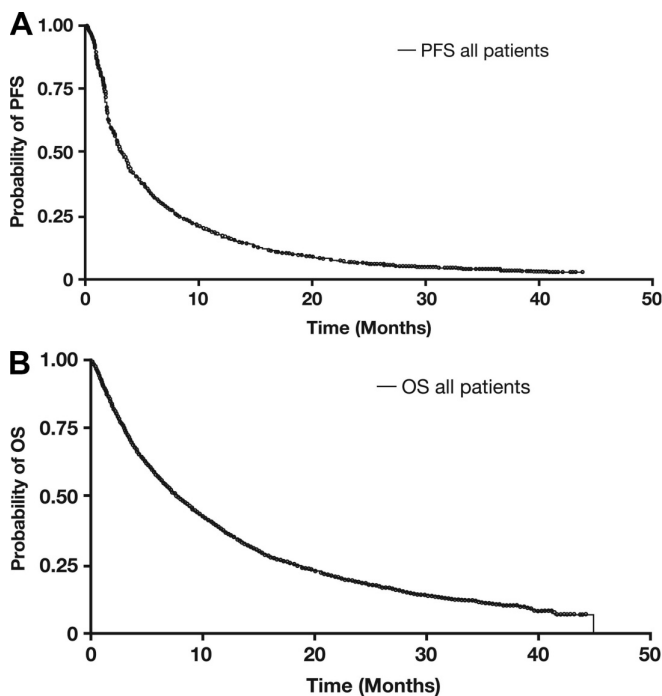 A
1.00
0.75
0.50
0.25
0
Probability of PFS
— PFS all patients
0 10 20 30 40 50
Time (Months)
B
1.00
0.75
0.50
0.25
0
Probability of OS
— OS all patients
0 10 20 30 40 50
Time (Months)